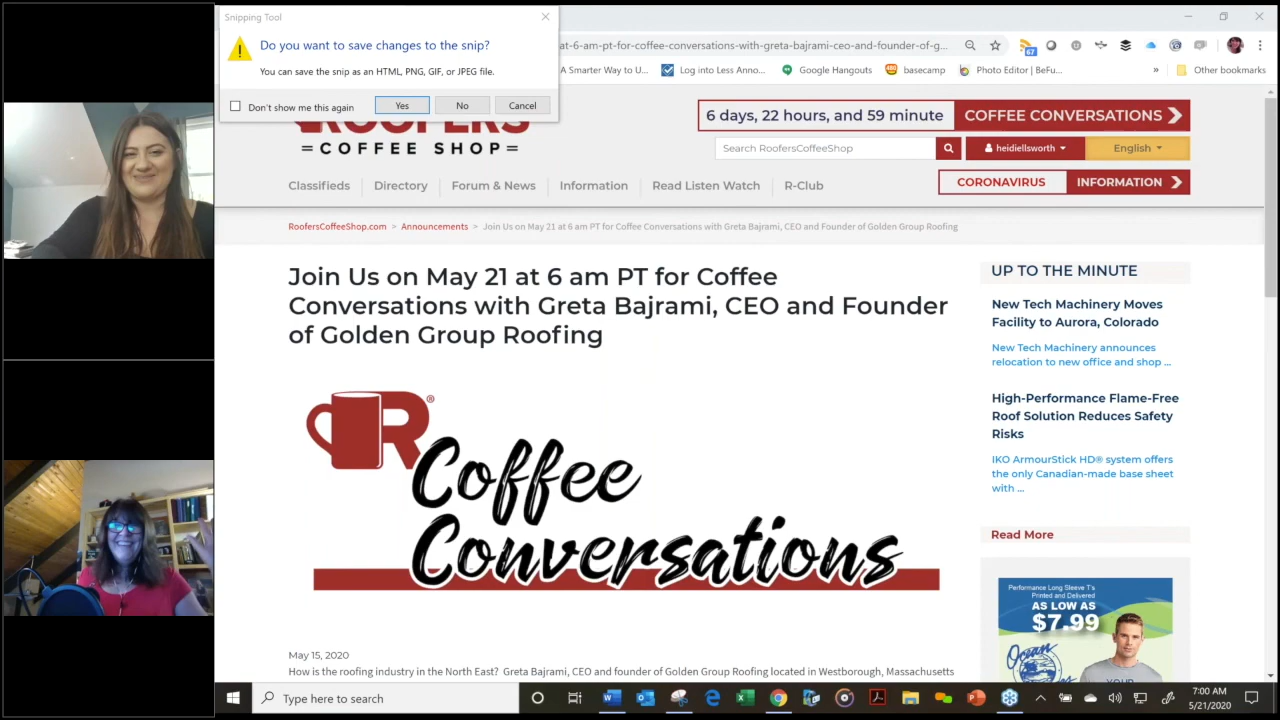 Snipping Tool
Do you want to save changes to the snip?
You can save the snip as an HTML, PNG, GIF, or JPEG file.
Don't show me this again
Yes
No
Cancel
at-6-am-pt-for-coffee-conversations-with-greta-bajrami-ceo-and-founder-of-g...
67
A Smarter Way to U...
Log into Less Anno...
Google Hangouts
basecamp
Photo Editor | BeFu...
»
Other bookmarks
ROOFERS
COFFEE SHOP
6 days, 22 hours, and 59 minute
COFFEE CONVERSATIONS
Search RoofersCoffeeShop
heidiellsworth
English
Classifieds
Directory
Forum & News
Information
Read Listen Watch
R-Club
CORONAVIRUS
INFORMATION
RoofersCoffeeShop.com > Announcements > Join Us on May 21 at 6 am PT for Coffee Conversations with Greta Bajrami, CEO and Founder of Golden Group Roofing
Join Us on May 21 at 6 am PT for Coffee
Conversations with Greta Bajrami, CEO and Founder
of Golden Group Roofing
R®
Coffee
Conversations
May 15, 2020
How is the roofing industry in the North East? Greta Bajrami, CEO and founder of Golden Group Roofing located in Westborough, Massachusetts
UP TO THE MINUTE
New Tech Machinery Moves
Facility to Aurora, Colorado
New Tech Machinery announces
relocation to new office and shop ...
High-Performance Flame-Free
Roof Solution Reduces Safety
Risks
IKO ArmourStick HD® system offers
the only Canadian-made base sheet
with ...
Read More
Performance Long Sleeve T's
Printed and Delivered
AS LOW AS
$7.99
Ocean
YOUR
Type here to search
7:00 AM
5/21/2020